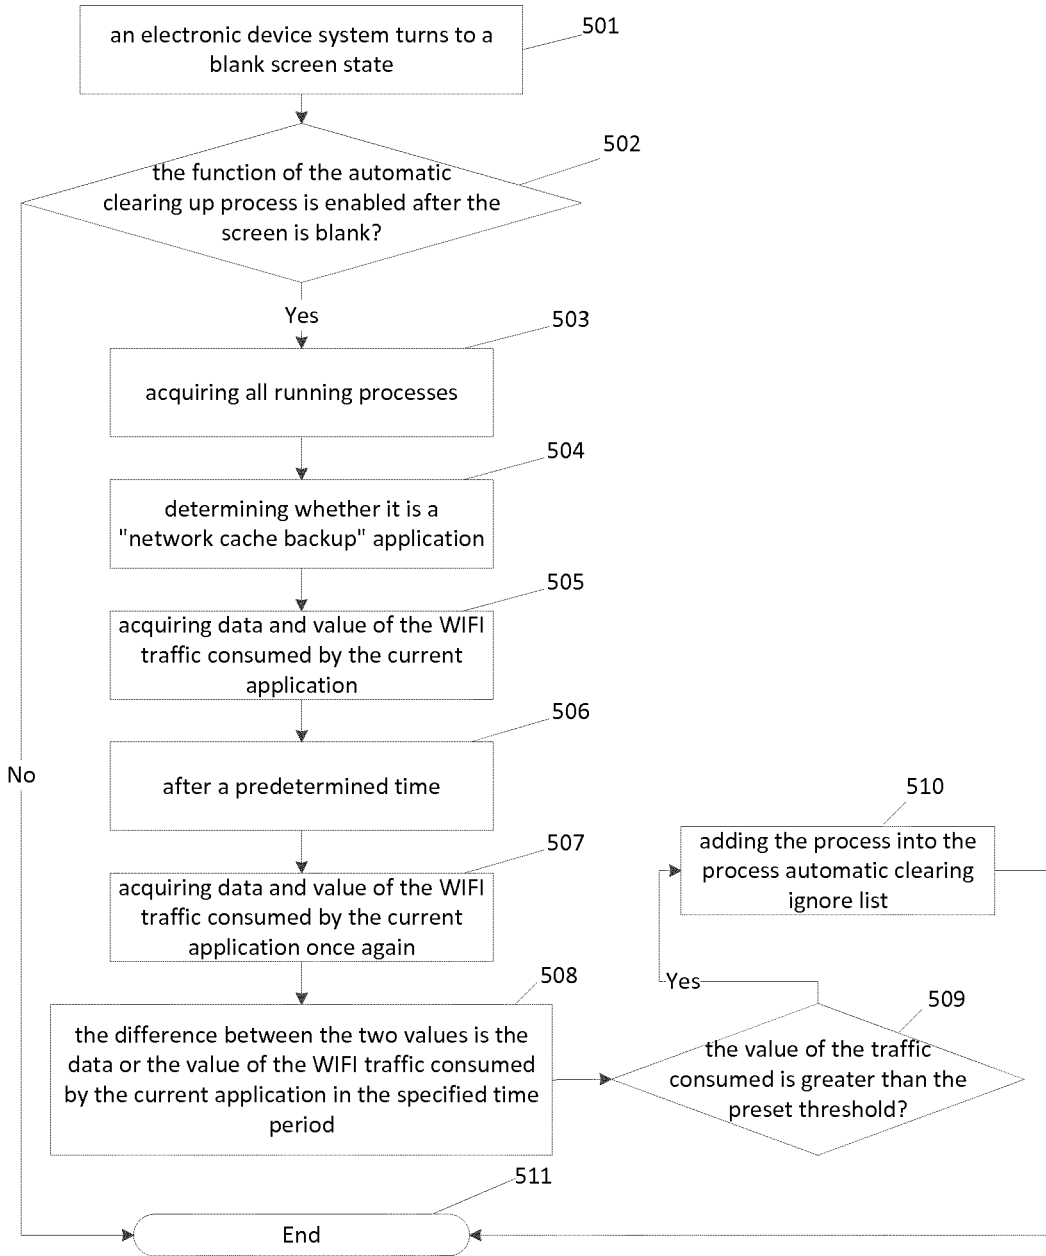 an electronic device system turns to a
blank screen state
501
the function of the automatic
clearing up process is enabled after the
screen is blank?
502
Yes
503
acquiring all running processes
504
determining whether it is a
"network cache backup" application
505
acquiring data and value of the WIFI
traffic consumed by the current
application
506
after a predetermined time
No
507
acquiring data and value of the WIFI
traffic consumed by the current
application once again
508
the difference between the two values is the
data or the value of the WIFI traffic consumed
by the current application in the specified time
period
509
the value of the traffic
consumed is greater than the
preset threshold?
Yes
510
adding the process into the
process automatic clearing
ignore list
511
End